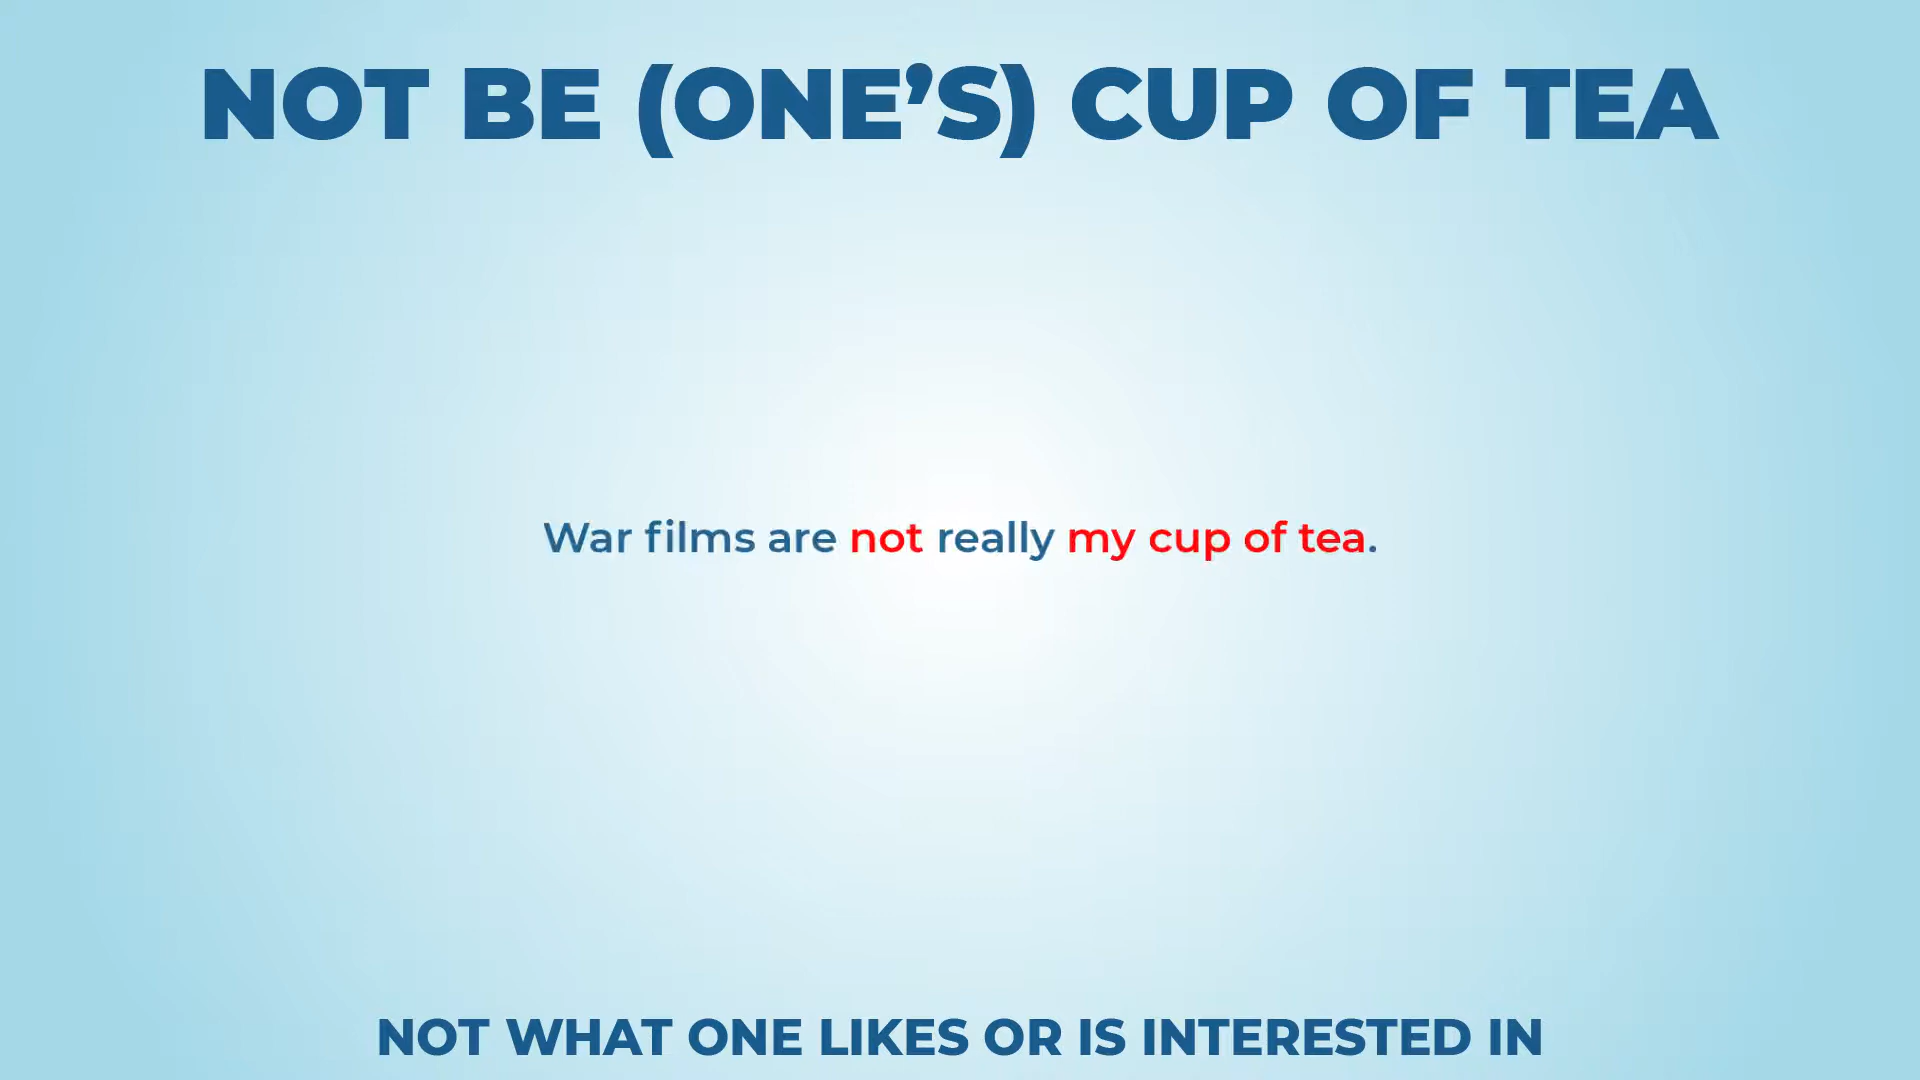 NOT BE (ONE’S) CUP OF TEA
War films are not really my cup of tea.
NOT WHAT ONE LIKES OR IS INTERESTED IN